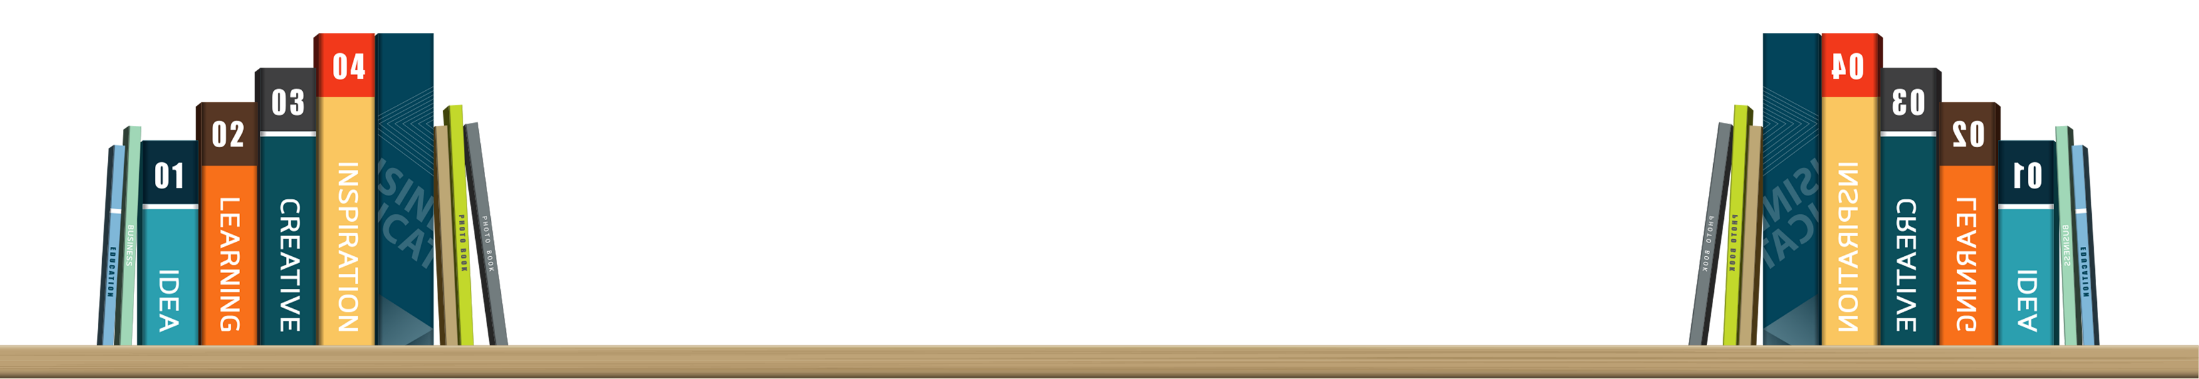 EDUCATION
BUSINESS
01
IDEA
02
LEARNING
03
CREATIVE
04
INSPIRATION
PHOTO BOOK
PHOTO BOOK
PHOTO BOOK
PHOTO BOOK
04
INSPIRATION
03
CREATIVE
02
LEARNING
01
IDEA
BUSINESS
EDUCATION